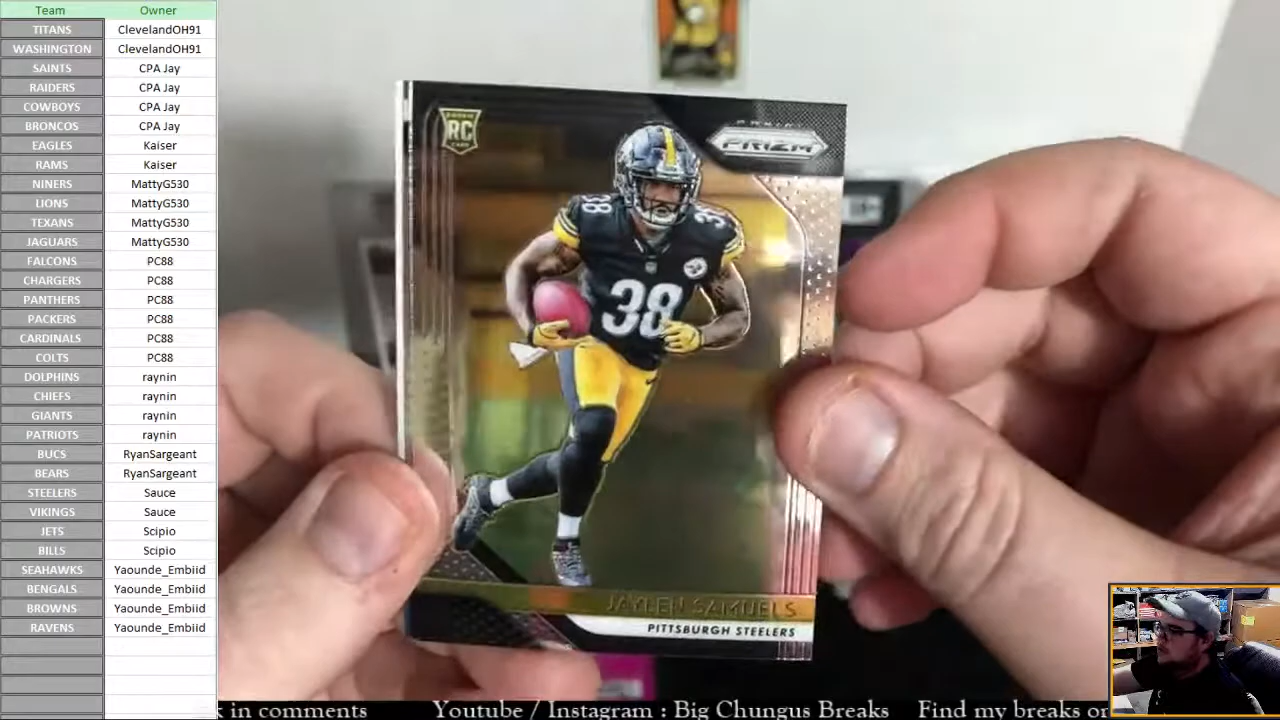 Team Owner
TITANS ClevelandOH91
WASHINGTON ClevelandOH91
SAINTS CPA Jay
RAIDERS CPA Jay
COWBOYS CPA Jay
BRONCOS CPA Jay
EAGLES Kaiser
RAMS Kaiser
NINERS MattyG530
LIONS MattyG530
TEXANS MattyG530
JAGUARS MattyG530
FALCONS PC88
CHARGERS PC88
PANTHERS PC88
PACKERS PC88
CARDINALS PC88
COLTS PC88
DOLPHINS raynin
CHIEFS raynin
GIANTS raynin
PATRIOTS raynin
BUCS RyanSargeant
BEARS RyanSargeant
STEELERS Sauce
VIKINGS Sauce
JETS Scipio
BILLS Scipio
SEAHAWKS Yaounde_Embiid
BENGALS Yaounde_Embiid
BROWNS Yaounde_Embiid
RAVENS Yaounde_Embiid
RC
PANINI
PRIZM
38
38
38
JAYLEN SAMUELS
PITTSBURGH STEELERS
in comments Youtube / Instagram : Big Chungus Breaks Find my breaks or